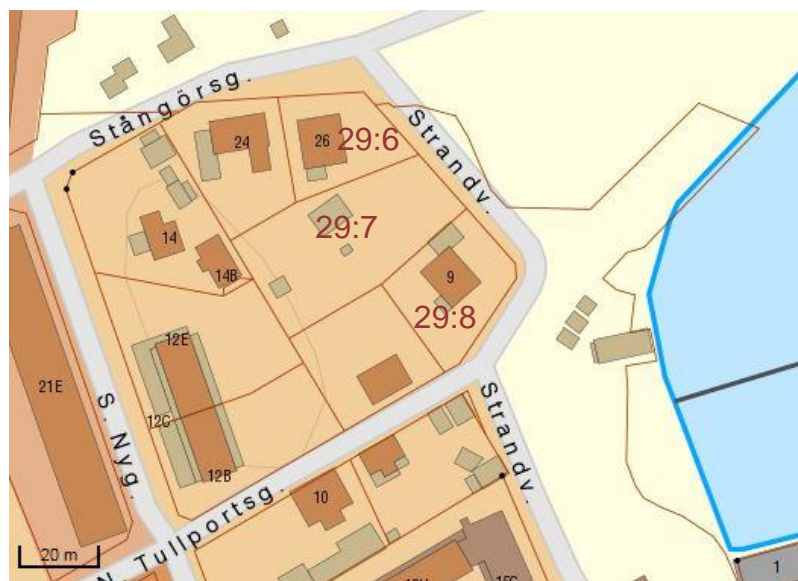 Stångörsg.
24
26
29:6
Strandv.
29:7
14
14B
9
29:8
12E
21E
12C
S. Nyg.
12B
Strandv.
10
N. Tullportsg.
20 m
1